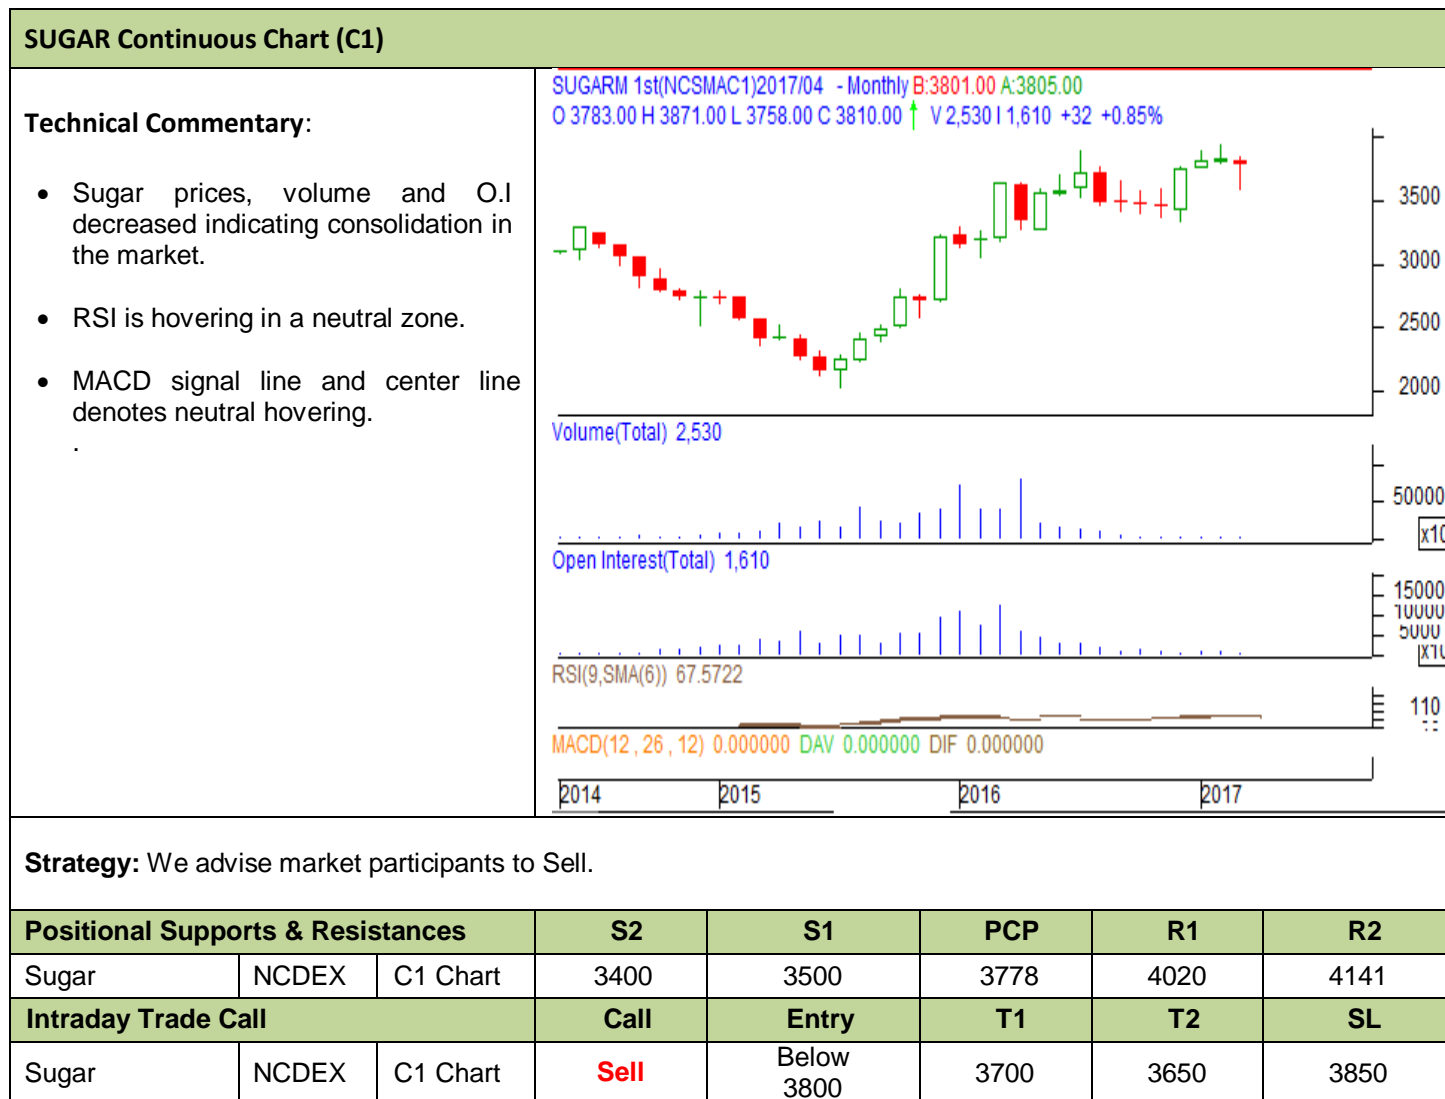 SUGAR Continuous Chart (C1)
Technical Commentary:
• Sugar prices, volume and O.I
decreased indicating consolidation in
the market.
• RSI is hovering in a neutral zone.
• MACD signal line and center line
denotes neutral hovering.
.
SUGARM 1st(NCSMAC1)2017/04 - Monthly B:3801.00 A:3805.00
O 3783.00 H 3871.00 L 3758.00 C 3810.00 ↑ V 2,530 I 1,610 +32 +0.85%
3500
3000
2500
2000
Volume(Total) 2,530
50000
Open Interest(Total) 1,610
15000
10000
5000
RSI(9,SMA(6)) 67.5722
110
MACD(12 , 26 , 12) 0.000000 DAV 0.000000 DIF 0.000000
2014 2015 2016 2017
Strategy: We advise market participants to Sell.
Positional Supports & Resistances S2 S1 PCP R1 R2
Sugar NCDEX C1 Chart 3400 3500 3778 4020 4141
Intraday Trade Call Call Entry T1 T2 SL
Sugar NCDEX C1 Chart Sell Below 3800 3700 3650 3850